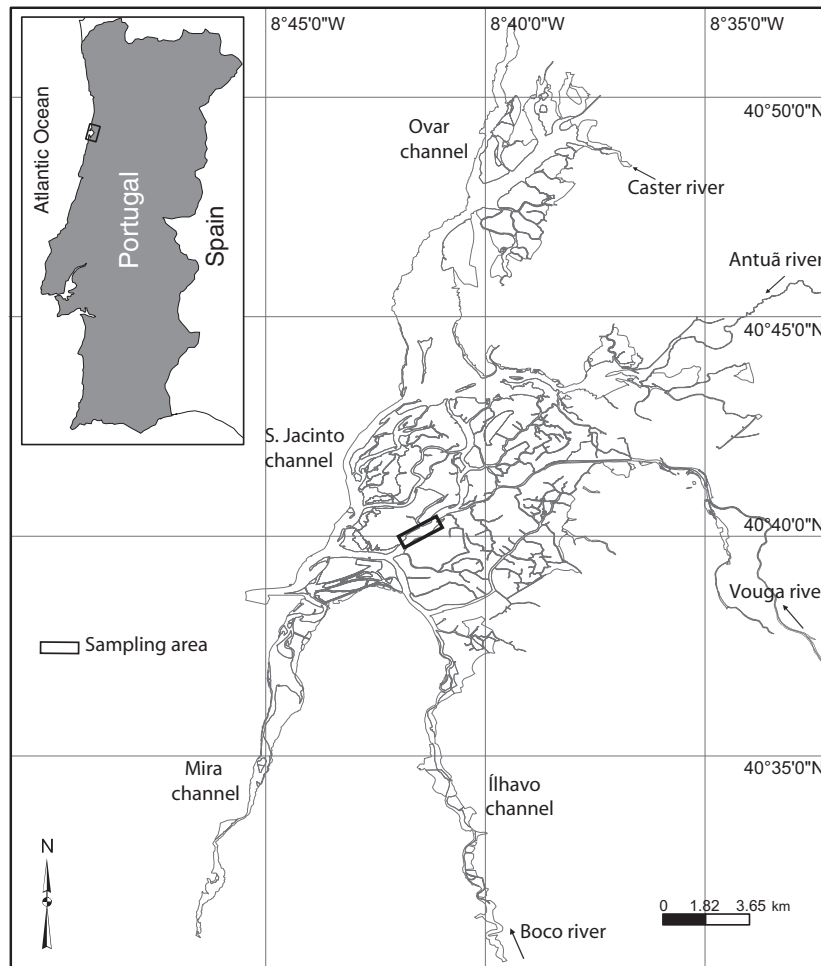 8°45'0"W
8°40'0"W
8°35'0"W
Atlantic Ocean
Portugal
Spain
40°50'0"N
Ovar
channel
Caster river
Antuã river
40°45'0"N
S. Jacinto
channel
40°40'0"N
Vouga rive
Sampling area
40°35'0"N
Mira
channel
Ílhavo
channel
N
0 1.82 3.65 km
Boco river